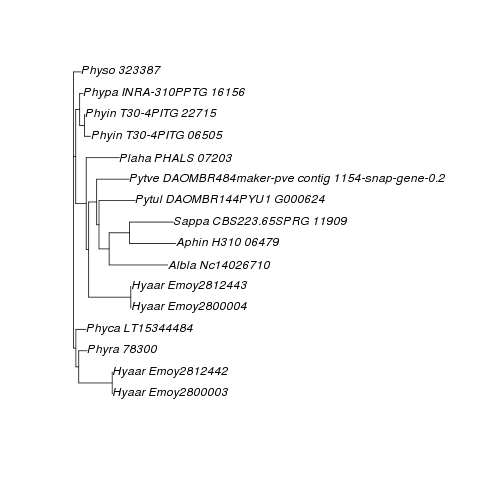 Physo 323387
Phypa INRA-310PPTG 16156
Phyin T30-4PITG 22715
Phyin T30-4PITG 06505
Plaha PHALS 07203
Pytve DAOMBR484maker-pve contig 1154-snap-gene-0.2
Pytul DAOMBR144PYU1 G000624
Sappa CBS223.65SPRG 11909
Aphin H310 06479
Albla Nc14026710
Hyaar Emoy2812443
Hyaar Emoy2800004
Phyca LT15344484
Phyra 78300
Hyaar Emoy2812442
Hyaar Emoy2800003